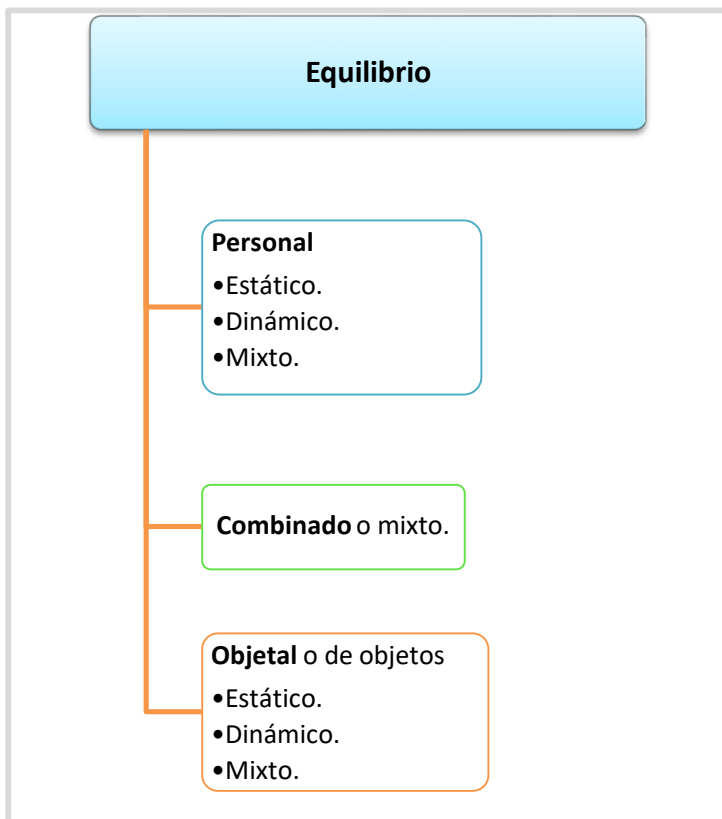 Equilibrio
Personal
•Estático.
•Dinámico.
•Mixto.
Combinado o mixto.
Objetal o de objetos
•Estático.
•Dinámico.
•Mixto.